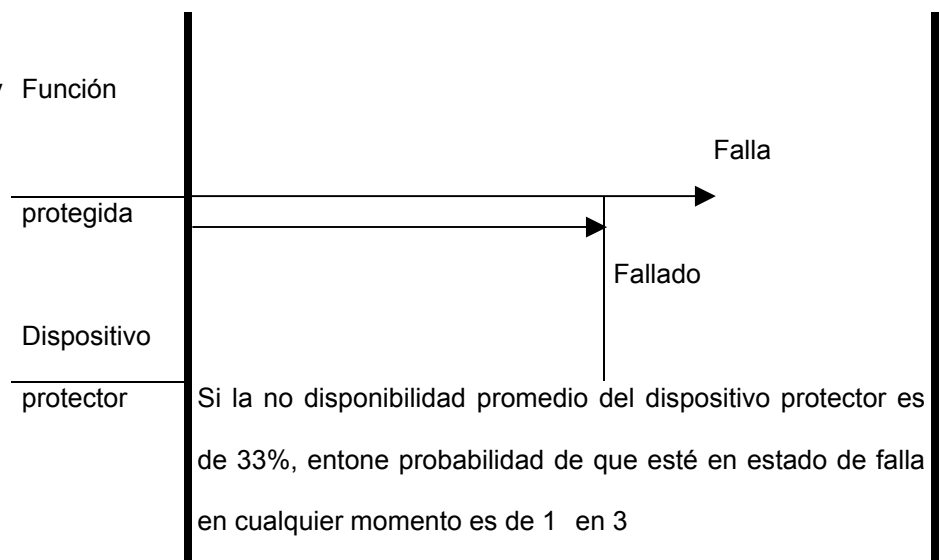 Función
Falla
protegida
Fallado
Dispositivo
protector
Si la no disponibilidad promedio del dispositivo protector es
de 33%, entone probabilidad de que esté en estado de falla
en cualquier momento es de 1 en 3